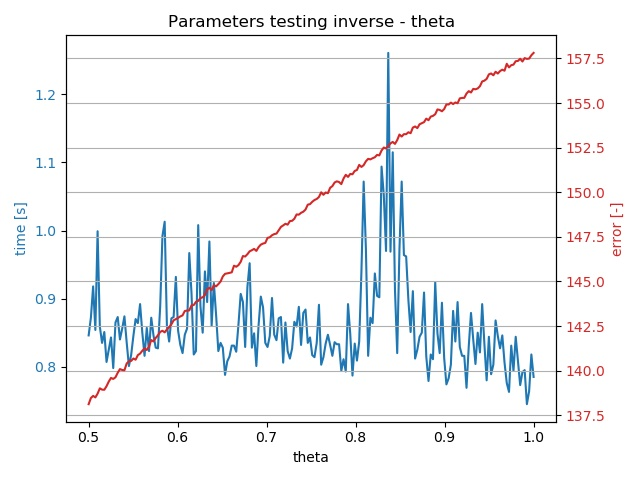 Parameters testing inverse - theta
time [s]
1.2
1.1
1.0
0.9
0.8
157.5
155.0
152.5
150.0
147.5
145.0
142.5
140.0
137.5
error [-]
0.5 0.6 0.7 0.8 0.9 1.0
theta